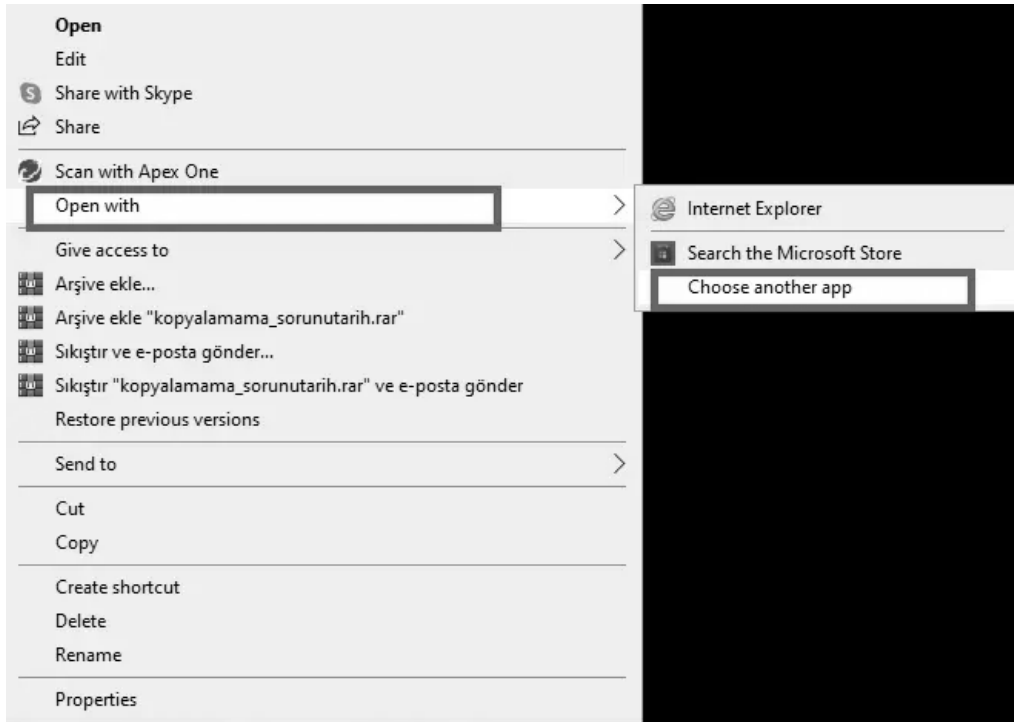 Open
Edit
Share with Skype
Share
Scan with Apex One
Open with
Internet Explorer
Search the Microsoft Store
Choose another app
Give access to
Arşive ekle...
Arşive ekle "kopyalamama_sorunutarih.rar"
Sıkıştır ve e-posta gönder...
Sıkıştır "kopyalamama_sorunutarih.rar" ve e-posta gönder
Restore previous versions
Send to
Cut
Copy
Create shortcut
Delete
Rename
Properties